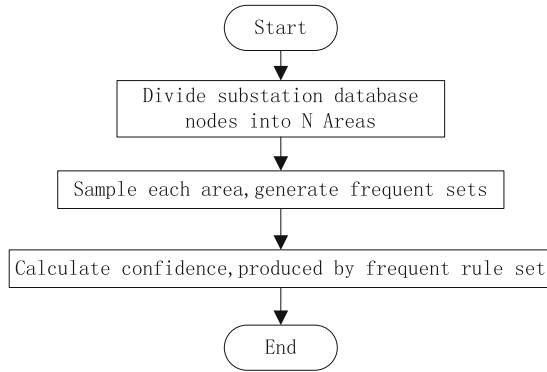 Start
Divide substation database
nodes into N Areas
Sample each area,generate frequent sets
Calculate confidence,produced by frequent rule set
End